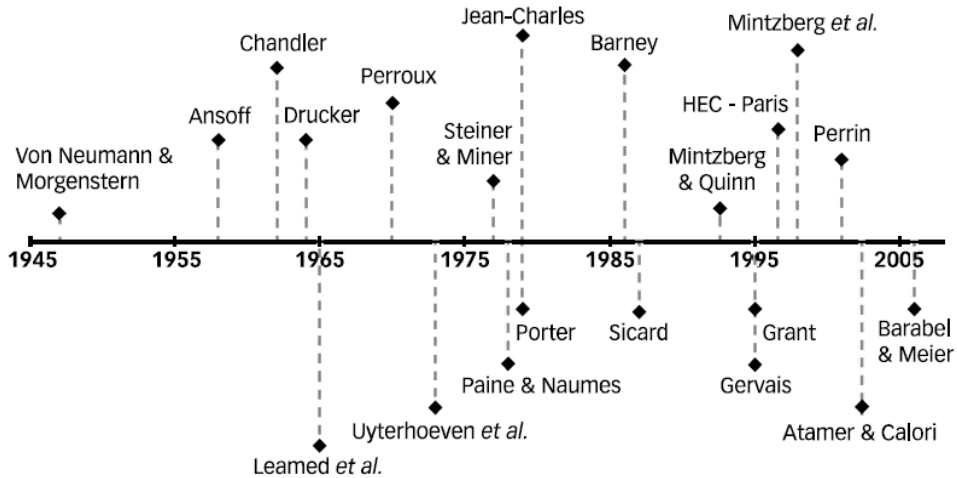 Jean-Charles
Mintzberg et al.
Chandler
Barney
Perroux
HEC - Paris
Ansoff
Drucker
Steiner
& Miner
Perrin
Von Neumann &
Morgenstern
Mintzberg
& Quinn
1945 1955 1965 1975 1985 1995 2005
Porter
Sicard
Grant
Barabel
& Meier
Paine & Naumes
Gervais
Uyterhoeven et al.
Atamer & Calori
Leamed et al.